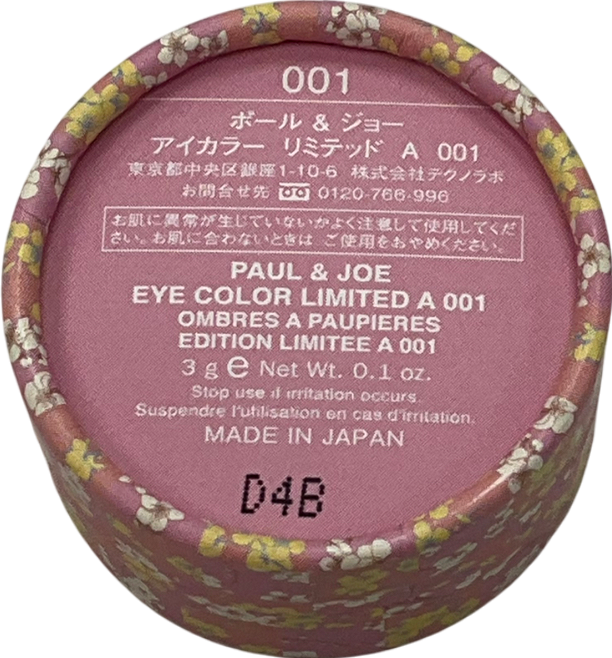 001
ポール & ジョー
アイカラー リミテッド A 001
東京都中央区銀座1-10-6 株式会社テクノラボ
お問合せ先 0120-766-996
お肌に異常が生じていないかよく注意して使用してくだ
さい。お肌に合わないときは ご使用をおやめください。
PAUL & JOE
EYE COLOR LIMITED A 001
OMBRES A PAUPIERES
EDITION LIMITEE A 001
3 g e Net Wt. 0.1 oz.
Stop use if irritation occurs.
Suspendre l'utilisation en cas d'irritation.
MADE IN JAPAN
D4B